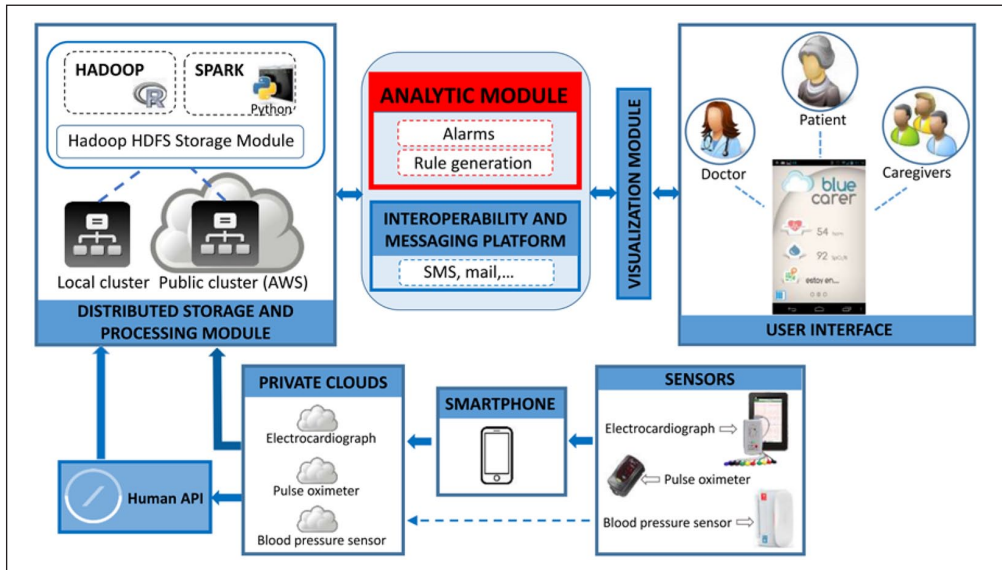 HADOOP
SPARK
R
Python
Hadoop HDFS Storage Module
Local cluster
Public cluster (AWS)
DISTRIBUTED STORAGE AND
PROCESSING MODULE
ANALYTIC MODULE
Alarms
Rule generation
INTEROPERABILITY AND
MESSAGING PLATFORM
SMS, mail,...
VISUALIZATION MODULE
Patient
Doctor
Caregivers
blue
carer
54
92
estoy en...
USER INTERFACE
PRIVATE CLOUDS
Electrocardiograph
Pulse oximeter
Blood pressure sensor
SMARTPHONE
SENSORS
Electrocardiograph
Pulse oximeter
Blood pressure sensor
Human API